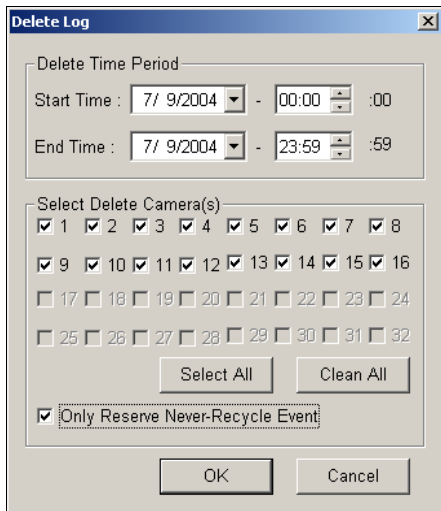 Delete Log
Delete Time Period
Start Time : 7/ 9/2004 - 00:00 :00
End Time : 7/ 9/2004 - 23:59 :59
Select Delete Camera(s)
1 2 3 4 5 6 7 8
9 10 11 12 13 14 15 16
17 18 19 20 21 22 23 24
25 26 27 28 29 30 31 32
Select All Clean All
Only Reserve Never-Recycle Event
OK Cancel